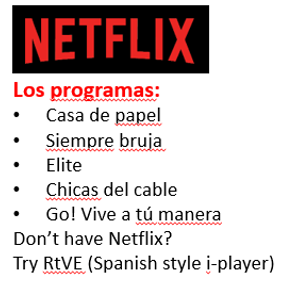 NETFLIX
Los programas:
• Casa de papel
• Siempre bruja
• Elite
• Chicas del cable
• Go! Vive a tú manera
Don't have Netflix?
Try RtVE (Spanish style i-player)